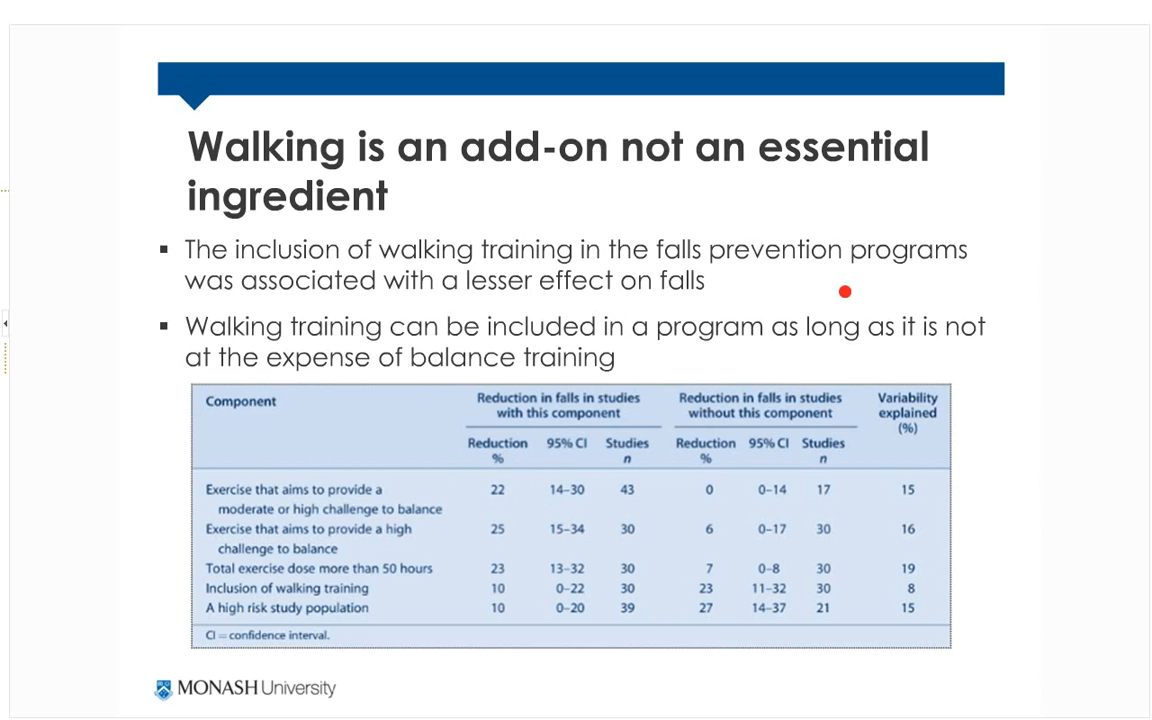 Walking is an add-on not an essential
ingredient
▪ The inclusion of walking training in the falls prevention programs
was associated with a lesser effect on falls
▪ Walking training can be included in a program as long as it is not
at the expense of balance training
Component Reduction in falls in studies with this component Reduction in falls in studies without this component Variability explained (%)
Reduction % 95% CI Studies n Reduction % 95% CI Studies n
Exercise that aims to provide a 22 14–30 43 0 0–14 17 15
moderate or high challenge to balance
Exercise that aims to provide a high 25 15–34 30 6 0–17 30 16
challenge to balance
Total exercise dose more than 50 hours 23 13–32 30 7 0–8 30 19
Inclusion of walking training 10 0–22 30 23 11–32 30 8
A high risk study population 10 0–20 39 27 14–37 21 15
CI = confidence interval.
MONASH University